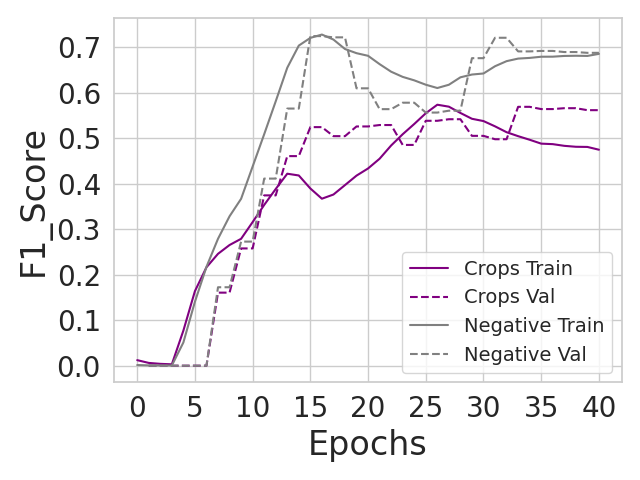 F1_Score
0.7
0.6
0.5
0.4
0.3
0.2
0.1
0.0
Crops Train
Crops Val
Negative Train
Negative Val
0 5 10 15 20 25 30 35 40
Epochs